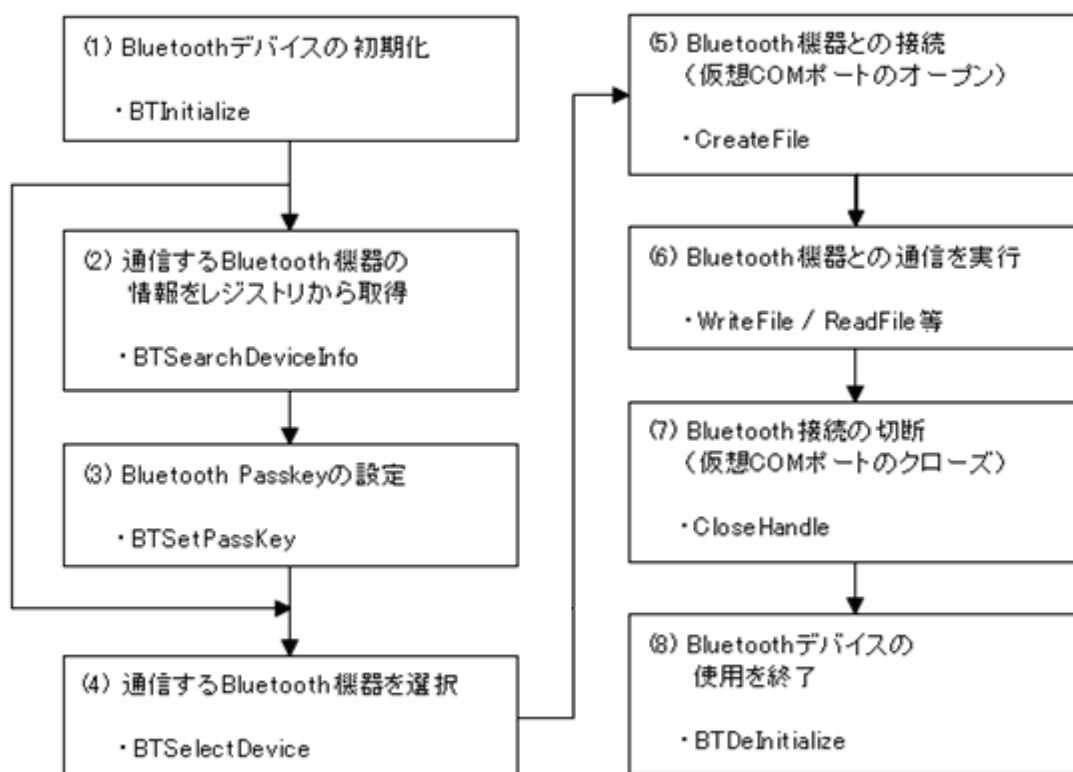 (1) Bluetoothデバイスの初期化
・BTInitialize
(2) 通信するBluetooth機器の
情報をレジストリから取得
・BTSearchDeviceInfo
(3) Bluetooth Passkeyの設定
・BTSetPassKey
(4) 通信するBluetooth機器を選択
・BTSelectDevice
(5) Bluetooth機器との接続
(仮想COMポートのオープン)
・CreateFile
(6) Bluetooth機器との通信を実行
・WriteFile / ReadFile等
(7) Bluetooth接続の切断
(仮想COMポートのクローズ)
・CloseHandle
(8) Bluetoothデバイスの
使用を終了
・BTDeInitialize